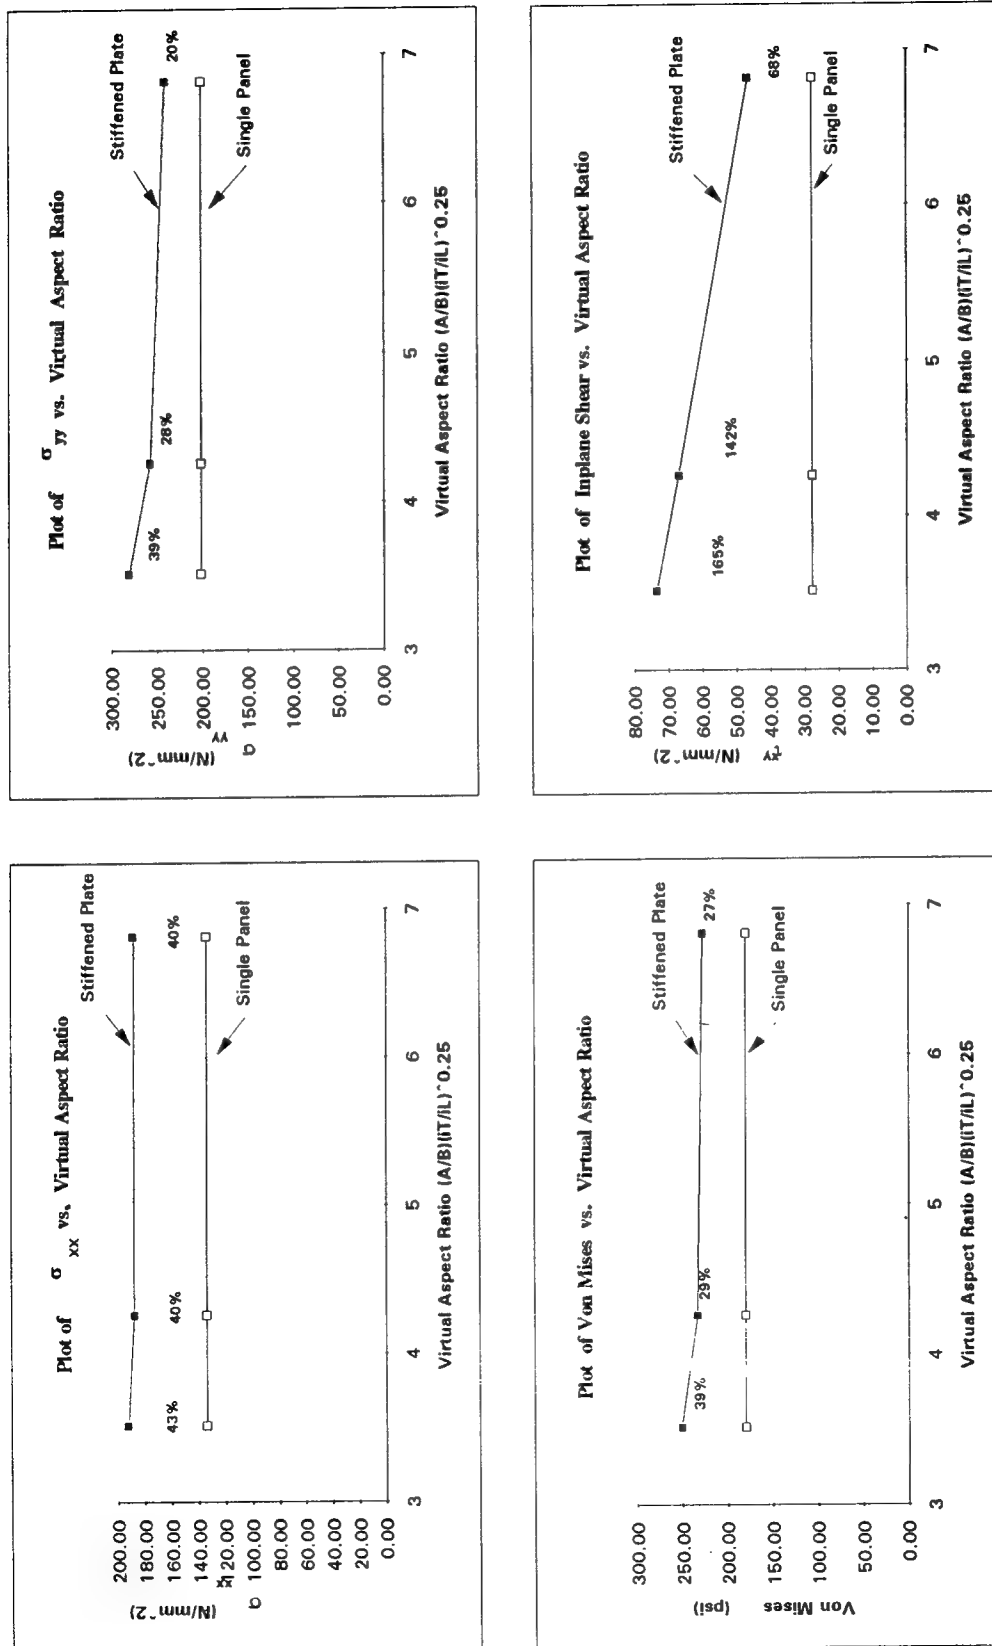 Plot of σ xx vs. Virtual Aspect Ratio
Stiffened Plate
200.00
180.00
160.00
140.00
120.00
100.00
80.00
60.00
40.00
20.00
0.00
σ xx
(N/mm^2)
43%
40%
40%
Single Panel
3
4
5
6
7
Virtual Aspect Ratio (A/B)(iT/iL)^0.25
Plot of σ yy vs. Virtual Aspect Ratio
Stiffened Plate
300.00
250.00
200.00
150.00
100.00
50.00
0.00
σ YY
(N/mm^2)
39%
28%
20%
Single Panel
3
4
5
6
7
Virtual Aspect Ratio (A/B)(iT/iL)^0.25
Plot of Von Mises vs. Virtual Aspect Ratio
Stiffened Plate
300.00
250.00
200.00
150.00
100.00
50.00
0.00
Von Mises
(psi)
39%
29%
27%
Single Panel
3
4
5
6
7
Virtual Aspect Ratio (A/B)(iT/iL)^0.25
Plot of Inplane Shear vs. Virtual Aspect Ratio
Stiffened Plate
80.00
70.00
60.00
50.00
40.00
30.00
20.00
10.00
0.00
τ XY
(N/mm^2)
165%
142%
68%
Single Panel
3
4
5
6
7
Virtual Aspect Ratio (A/B)(iT/iL)^0.25